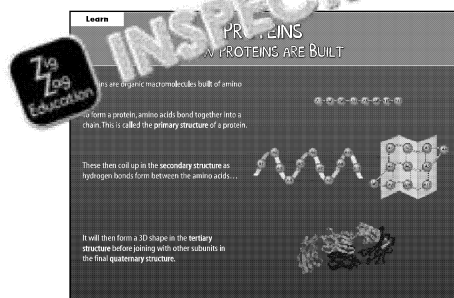 Learn
PROTEINS
PROTEINS ARE BUILT
Zig
Zag
Education
are organic macromolecules built of amino
form a protein, amino acids bond together into a
chain. This is called the primary structure of a protein.
These then coil up in the secondary structure as
hydrogen bonds form between the amino acids…
It will then form a 3D shape in the tertiary
structure before joining with other subunits in
the final quaternary structure.